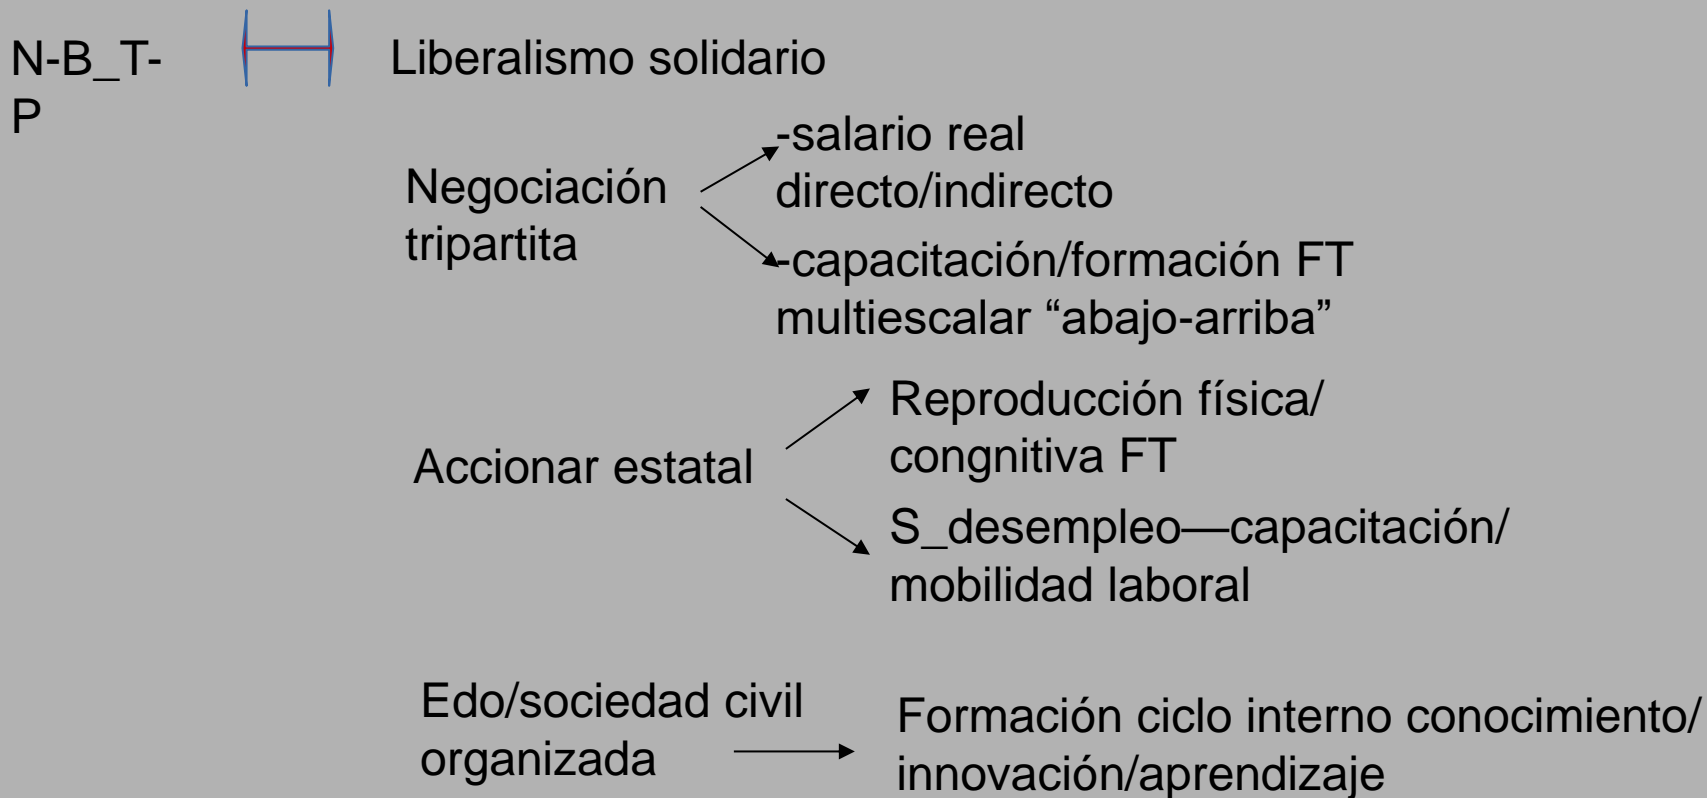 N-B_T-
P
Liberalismo solidario
Negociación
tripartita
-salario real
directo/indirecto
-capacitación/formación FT
multiescalar “abajo-arriba”
Accionar estatal
Reproducción física/
congnitiva FT
S_desempleo—capacitación/
mobilidad laboral
Edo/sociedad civil
organizada
Formación ciclo interno conocimiento/
innovación/aprendizaje